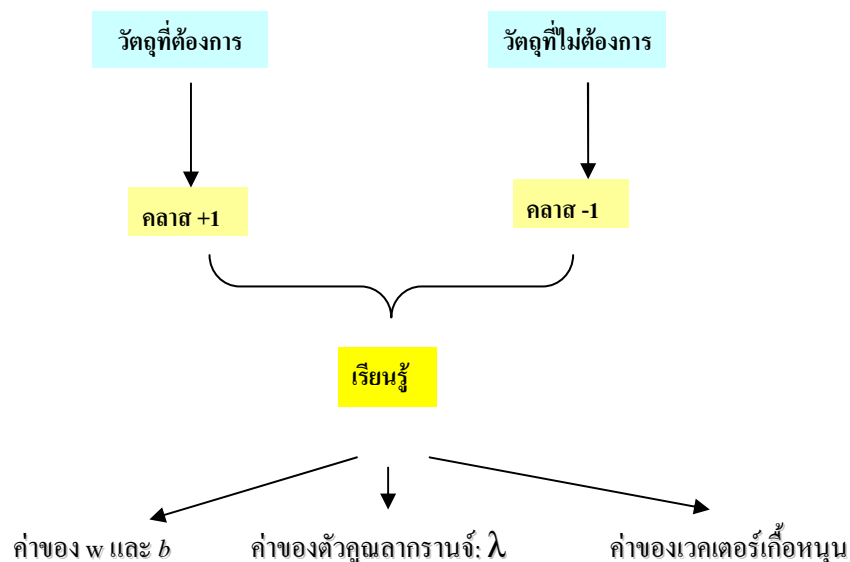 วัตถุที่ต้องการ
วัตถุที่ไม่ต้องการ
คลาส +1
คลาส -1
เรียนรู้
ค่าของ w และ b
ค่าของตัวคูณลากรานจ์: λ
ค่าของเวคเตอร์เกื้อหนุน